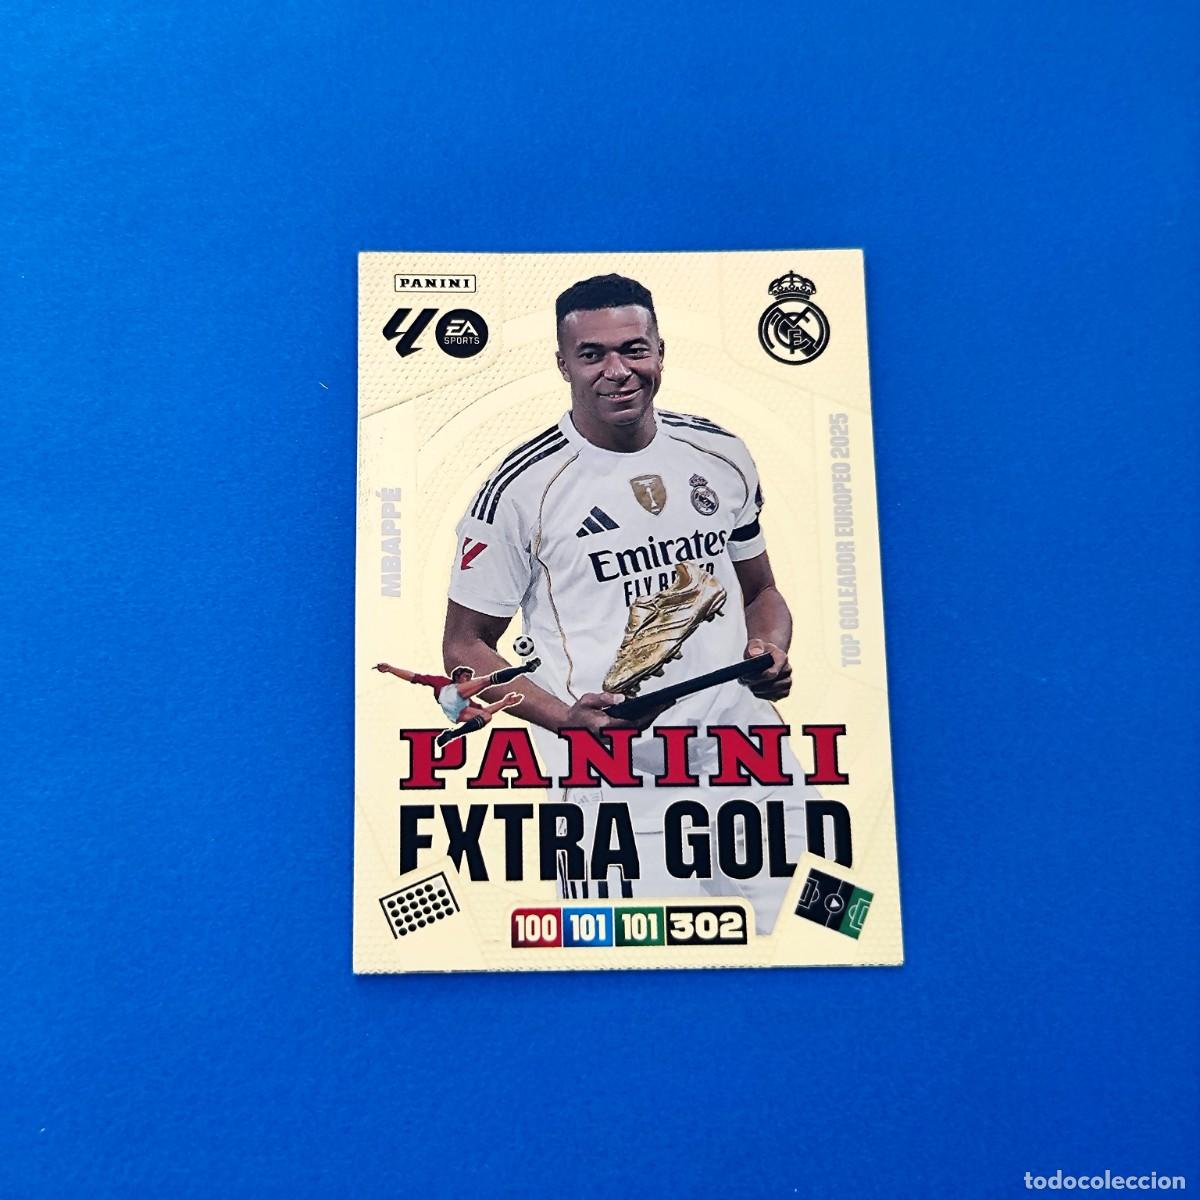 PANINI
EA
SPORTS
MBAPPÉ
TOP GOLEADOR EUROPEO 2025
Emirates
FLY BETTER
PANINI
EXTRA GOLD
100 101 101 302
todocoleccion